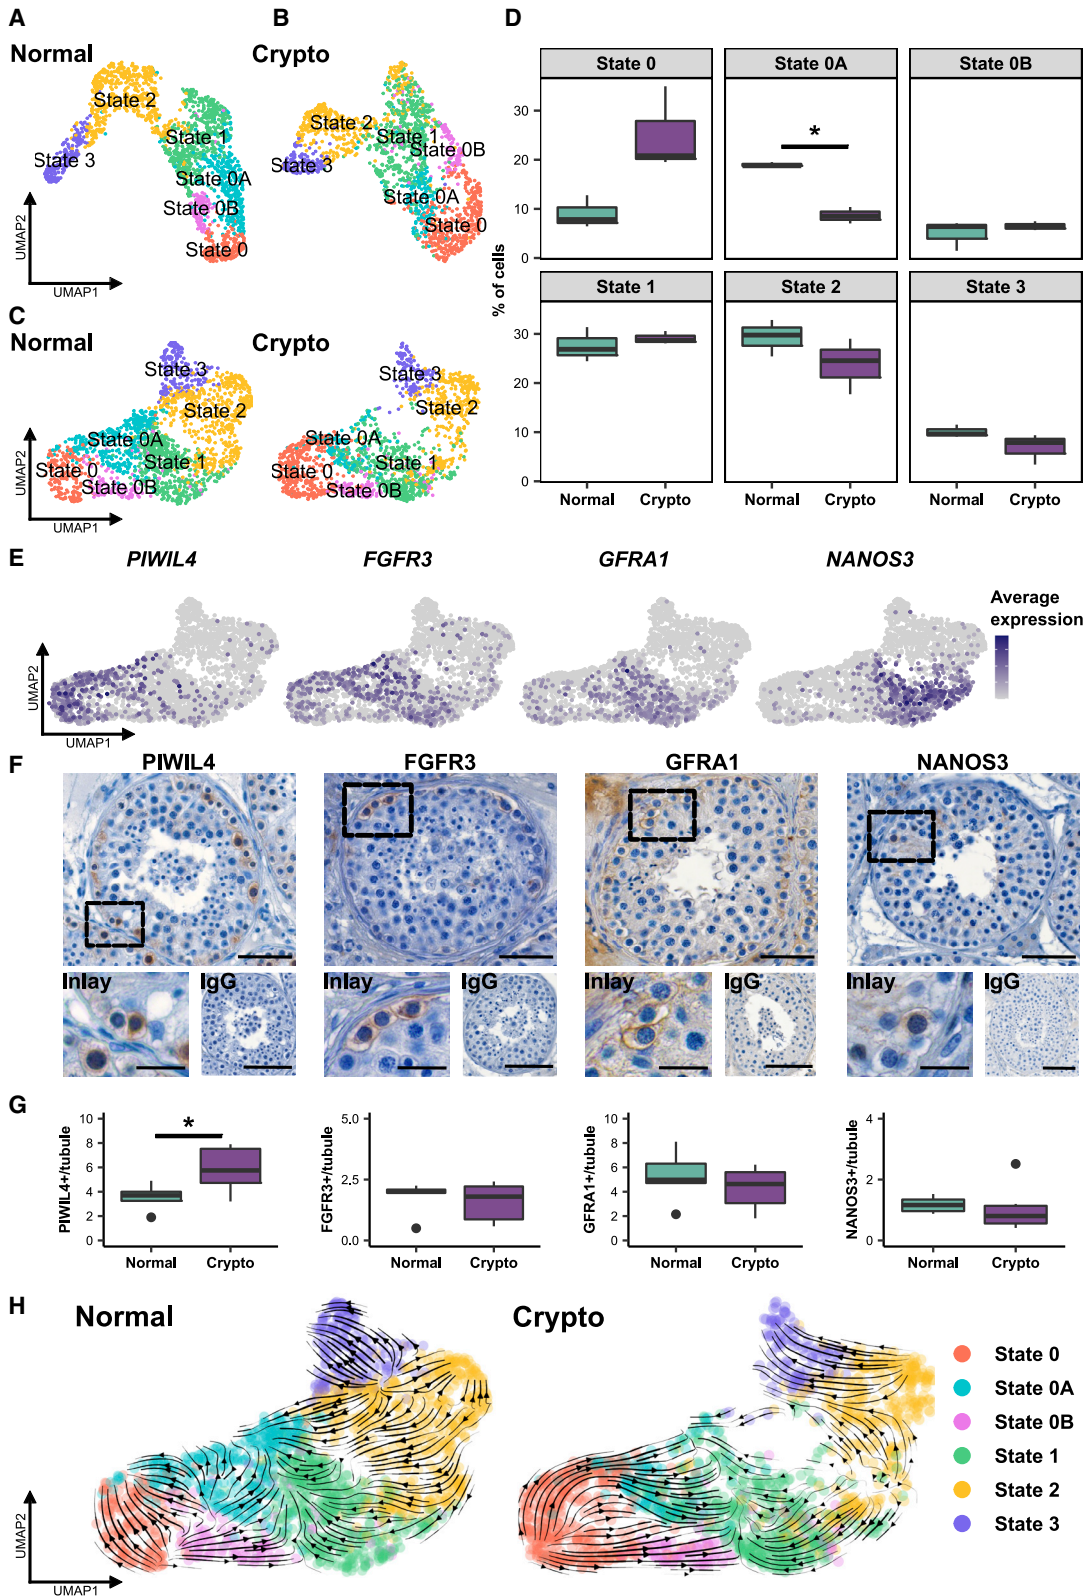 A
B
D
Normal
Crypto
State 2
State 1
State 3
State 0A
State 0B
State 0
UMAP2
UMAP1
State 2
State 1
State 0B
State 3
State 0A
State 0
State 0
State 0A
State 0B
30
20
10
0
*
% of cells
State 1
State 2
State 3
30
20
10
0
Normal
Crypto
Normal
Crypto
Normal
Crypto
C
Normal
Crypto
State 3
State 2
State 0A
State 1
State 0
State 0B
UMAP2
UMAP1
State 3
State 2
State 0A
State 1
State 0
State 0B
E
PIWIL4
FGFR3
GFRA1
NANOS3
Average
expression
UMAP2
UMAP1
F
PIWIL4
FGFR3
GFRA1
NANOS3
Inlay
IgG
Inlay
IgG
Inlay
IgG
Inlay
IgG
G
PIWIL4+/tubule
10
8
6
4
2
0
*
Normal
Crypto
FGFR3+/tubule
5.0
2.5
0.0
Normal
Crypto
GFRA1+/tubule
10
8
6
4
2
0
Normal
Crypto
NANOS3+/tubule
4
2
0
Normal
Crypto
H
Normal
Crypto
UMAP2
UMAP1
State 0
State 0A
State 0B
State 1
State 2
State 3